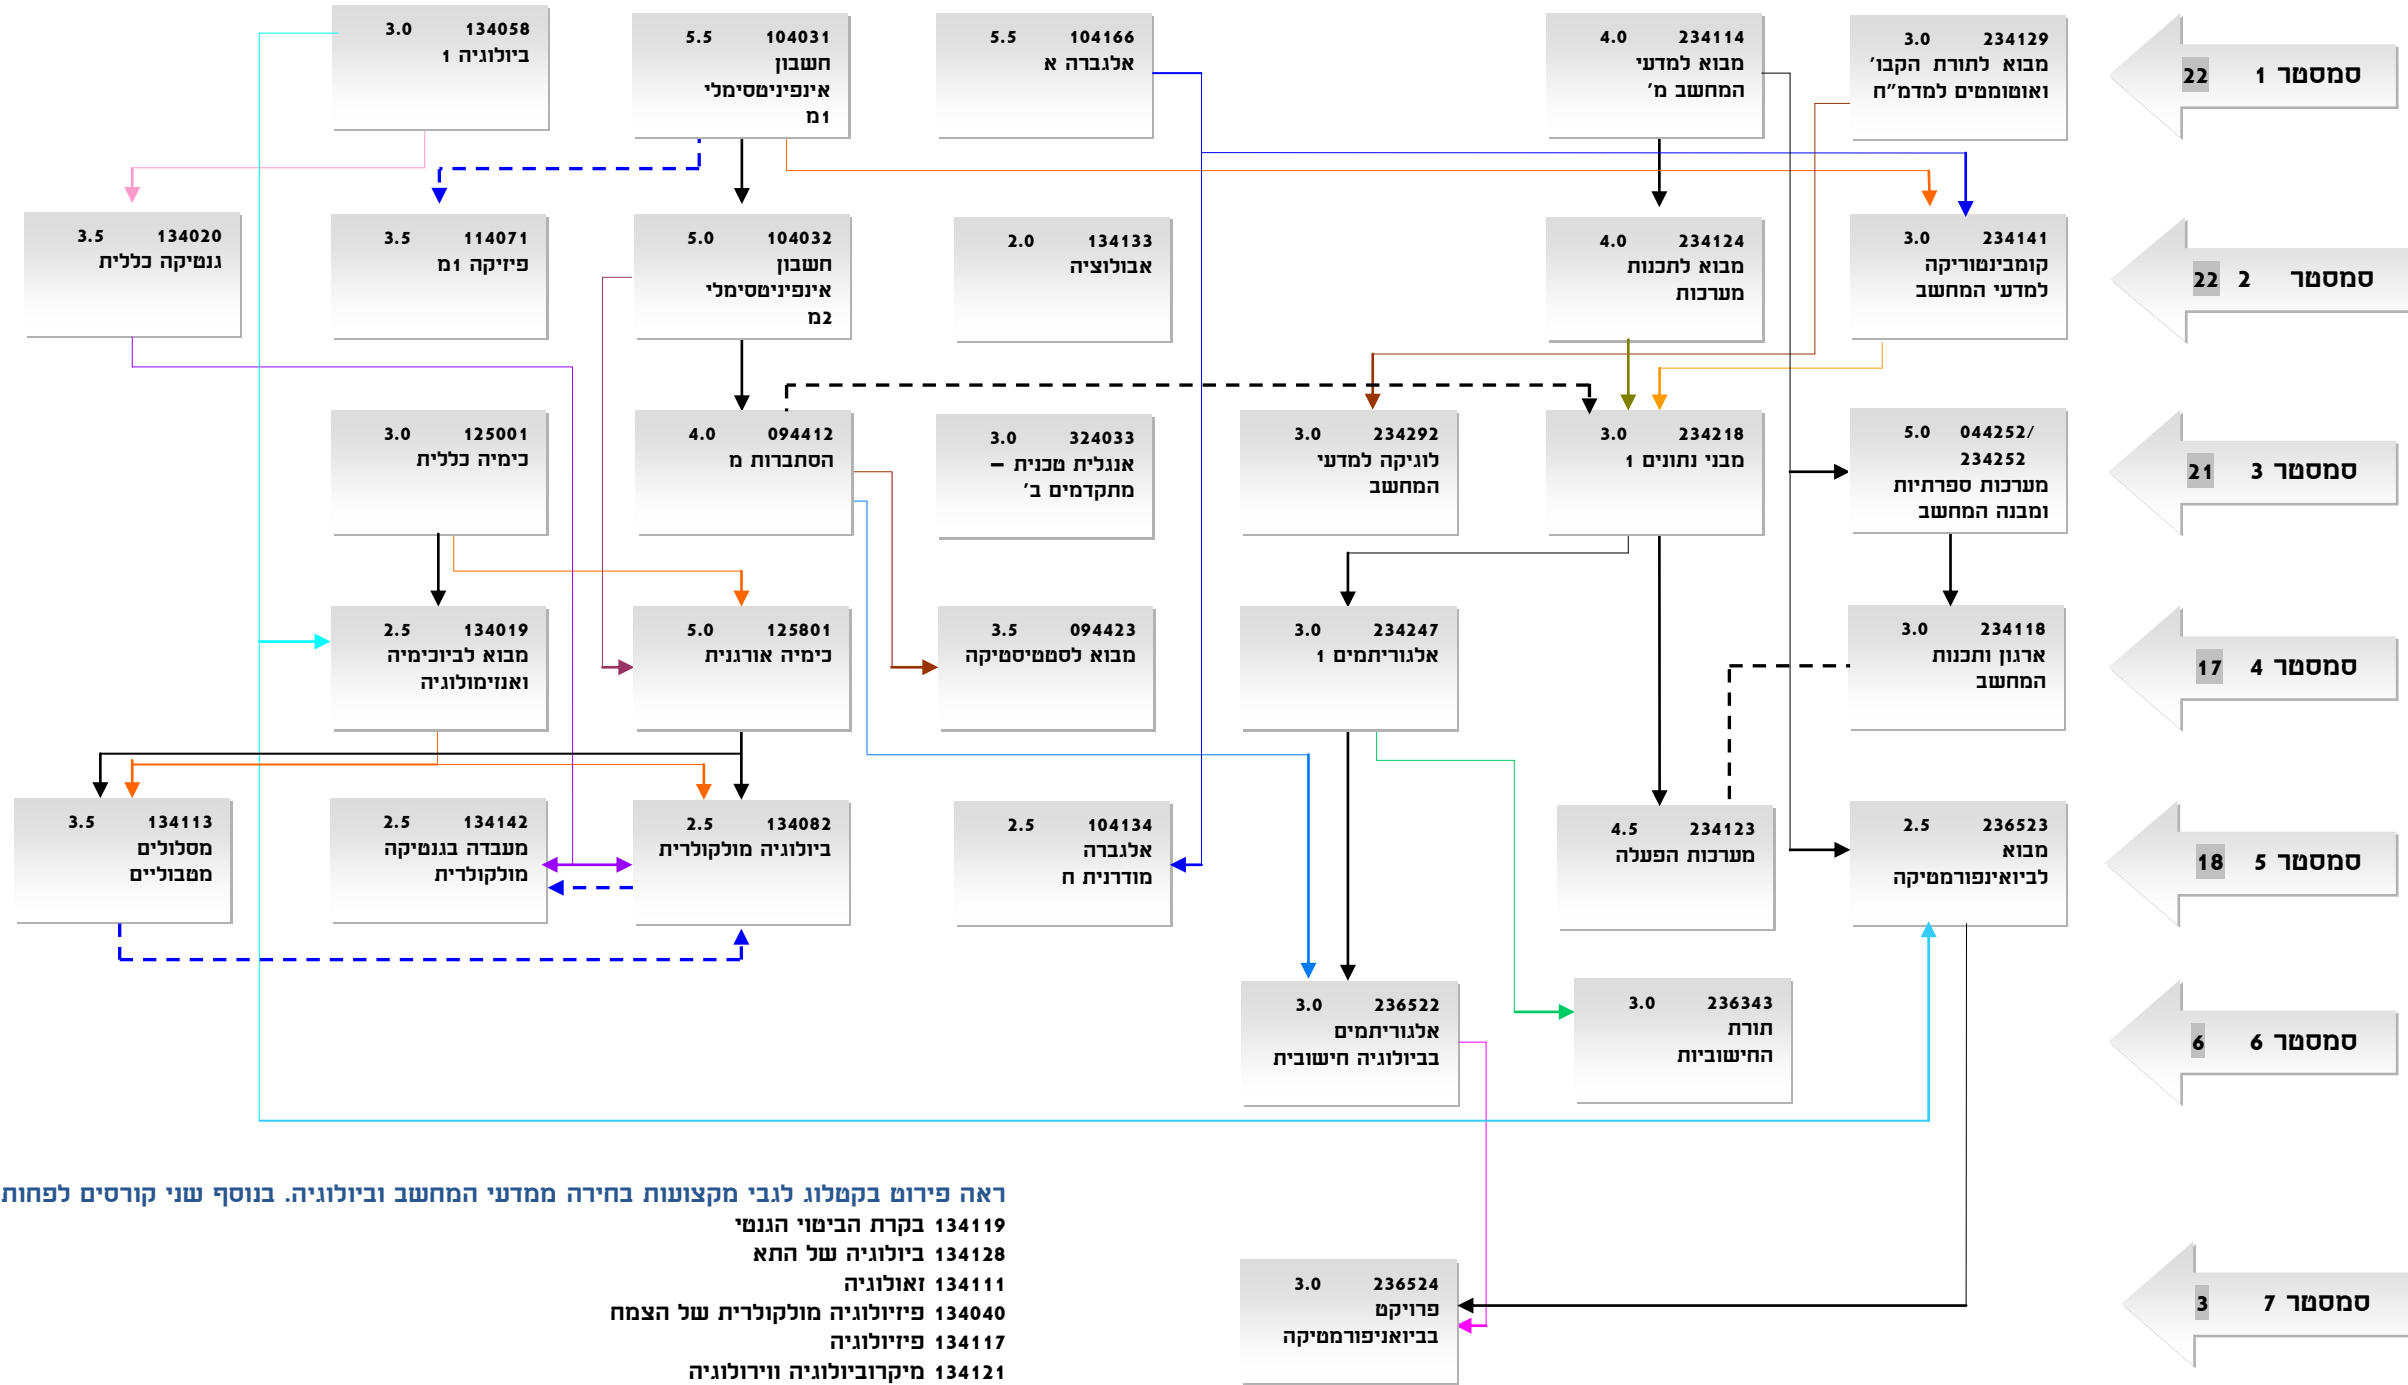 סמסטר 1 22
234129 3.0
מבוא לתורת הקבו'
ואוטומטים למדמ"ח
234114 4.0
מבוא למדעי
המחשב מ'
104166 5.5
אלגברה א
104031 5.5
חשבון
אינפיניטסימלי
1מ
134058 3.0
ביולוגיה 1
סמסטר 2 22
234141 3.0
קומבינטוריקה
למדעי המחשב
234124 4.0
מבוא לתכנות
מערכות
134133 2.0
אבולוציה
104032 5.0
חשבון
אינפיניטסימלי
2מ
114071 3.5
פיזיקה 1מ
134020 3.5
גנטיקה כללית
סמסטר 3 21
044252/ 5.0
234252
מערכות ספרתיות
ומבנה המחשב
234218 3.0
מבני נתונים 1
234292 3.0
לוגיקה למדעי
המחשב
324033 3.0
אנגלית טכנית –
מתקדמים ב'
094412 4.0
הסתברות מ
125001 3.0
כימיה כללית
סמסטר 4 17
234118 3.0
ארגון ותכנות
המחשב
234247 3.0
אלגוריתמים 1
094423 3.5
מבוא לסטטיסטיקה
125801 5.0
כימיה אורגנית
134019 2.5
מבוא לביוכימיה
ואנזימולוגיה
סמסטר 5 18
236523 2.5
מבוא
לביואינפורמטיקה
234123 4.5
מערכות הפעלה
104134 2.5
אלגברה
מודרנית ח
134082 2.5
ביולוגיה מולקולרית
134142 2.5
מעבדה בגנטיקה
מולקולרית
134113 3.5
מסלולים
מטבוליים
סמסטר 6 6
236343 3.0
תורת
החישוביות
236522 3.0
אלגוריתמים
בביולוגיה חישובית
סמסטר 7 3
236524 3.0
פרויקט
בביואניפורמטיקה
ראה פירוט בקטלוג לגבי מקצועות בחירה ממדעי המחשב וביולוגיה. בנוסף שני קורסים לפחות
134119 בקרת הביטוי הגנטי
134128 ביולוגיה של התא
134111 זאולוגיה
134040 פיזיולוגיה מולקולרית של הצמח
134117 פיזיולוגיה
134121 מיקרוביולוגיה ווירולוגיה